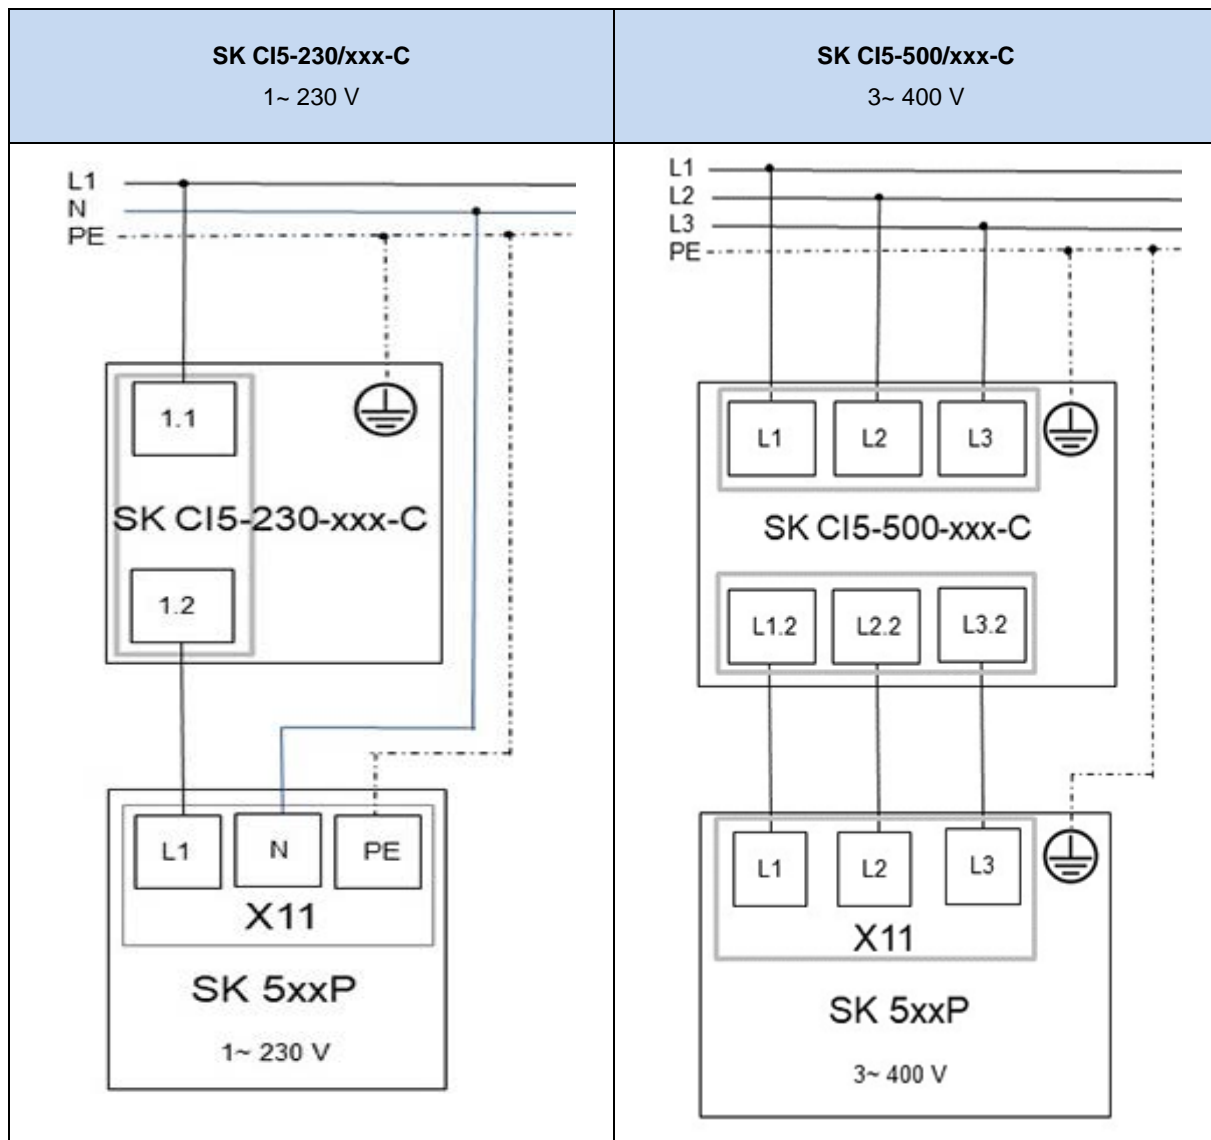 SK CI5-230/xxx-C
1~ 230 V
SK CI5-500/xxx-C
3~ 400 V
L1
N
PE
1.1
SK CI5-230-xxx-C
1.2
L1
N
PE
X11
SK 5xxP
1~ 230 V
L1
L2
L3
PE
L1
L2
L3
SK CI5-500-xxx-C
L1.2
L2.2
L3.2
L1
L2
L3
X11
SK 5xxP
3~ 400 V